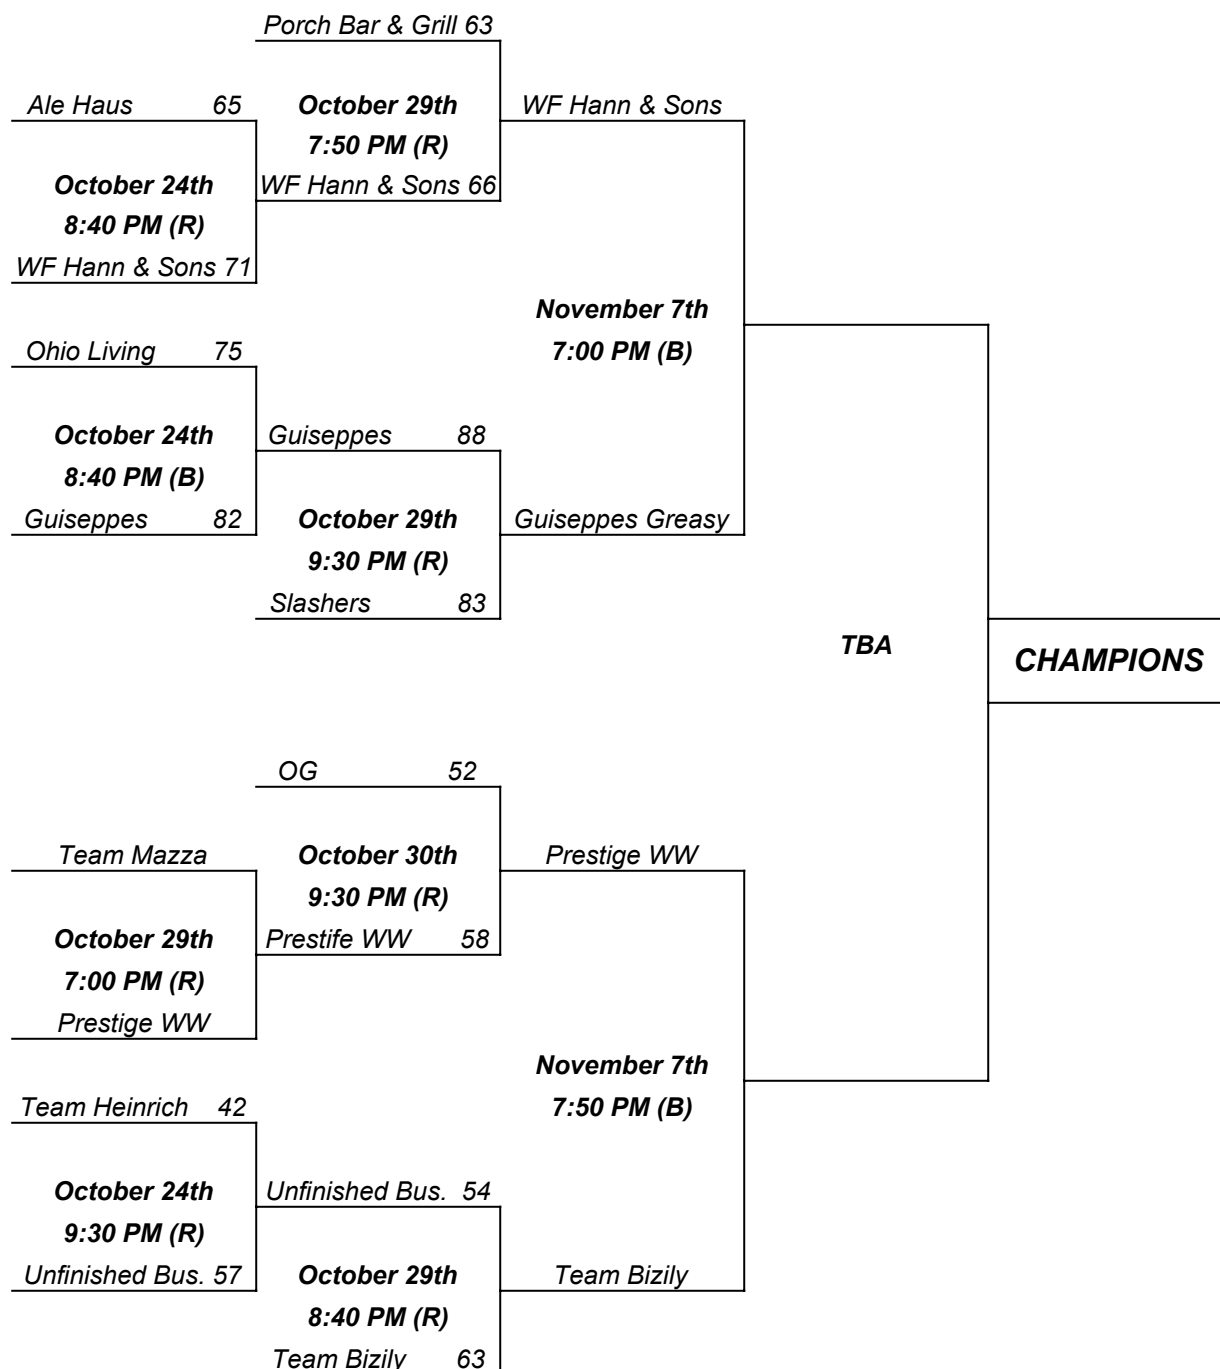 Porch Bar & Grill 63
Ale Haus 65
October 29th
7:50 PM (R)
WF Hann & Sons
October 24th
8:40 PM (R)
WF Hann & Sons 66
WF Hann & Sons 71
November 7th
7:00 PM (B)
Ohio Living 75
October 24th
8:40 PM (B)
Guiseppes 88
Guiseppes 82
October 29th
9:30 PM (R)
Guiseppes Greasy
Slashers 83
TBA
CHAMPIONS
OG 52
Team Mazza
October 30th
9:30 PM (R)
Prestige WW
October 29th
7:00 PM (R)
Prestife WW 58
Prestige WW
November 7th
7:50 PM (B)
Team Heinrich 42
October 24th
9:30 PM (R)
Unfinished Bus. 54
Unfinished Bus. 57
October 29th
8:40 PM (R)
Team Bizily
Team Bizily 63